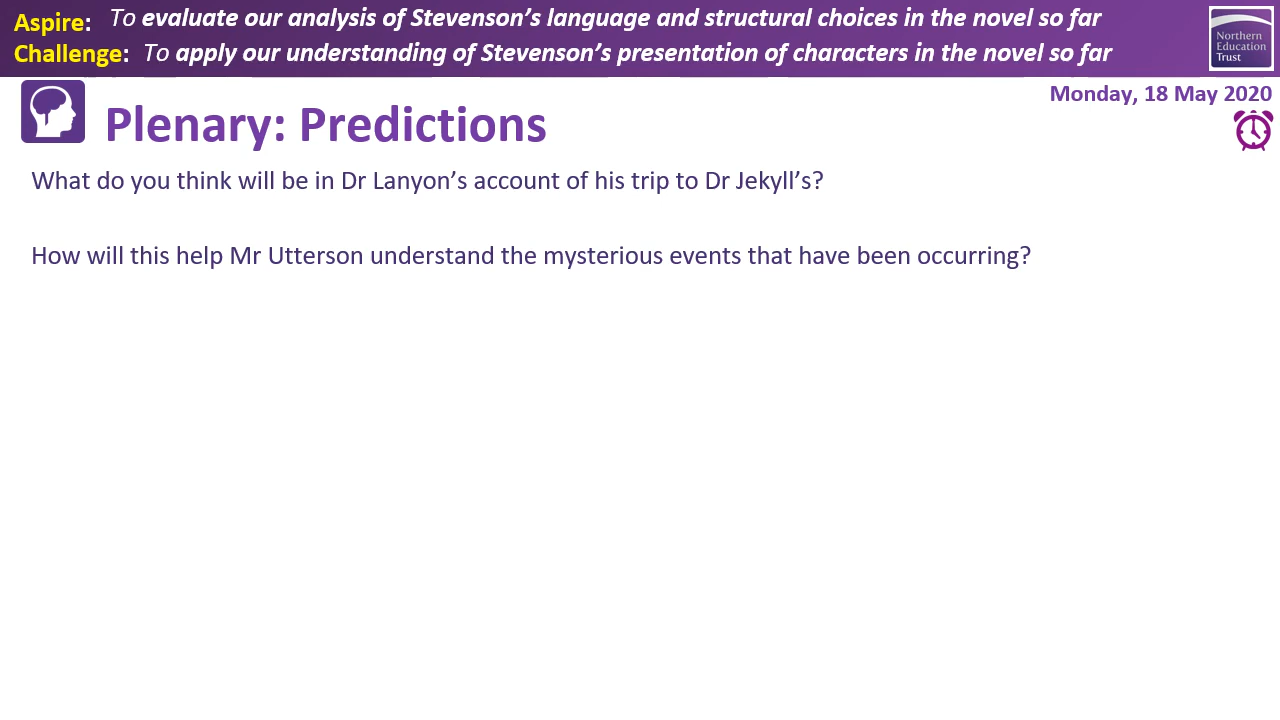 Aspire: To evaluate our analysis of Stevenson's language and structural choices in the novel so far
Challenge: To apply our understanding of Stevenson's presentation of characters in the novel so far
Northern
Education
Trust
Monday, 18 May 2020
Plenary: Predictions
What do you think will be in Dr Lanyon's account of his trip to Dr Jekyll's?
How will this help Mr Utterson understand the mysterious events that have been occurring?